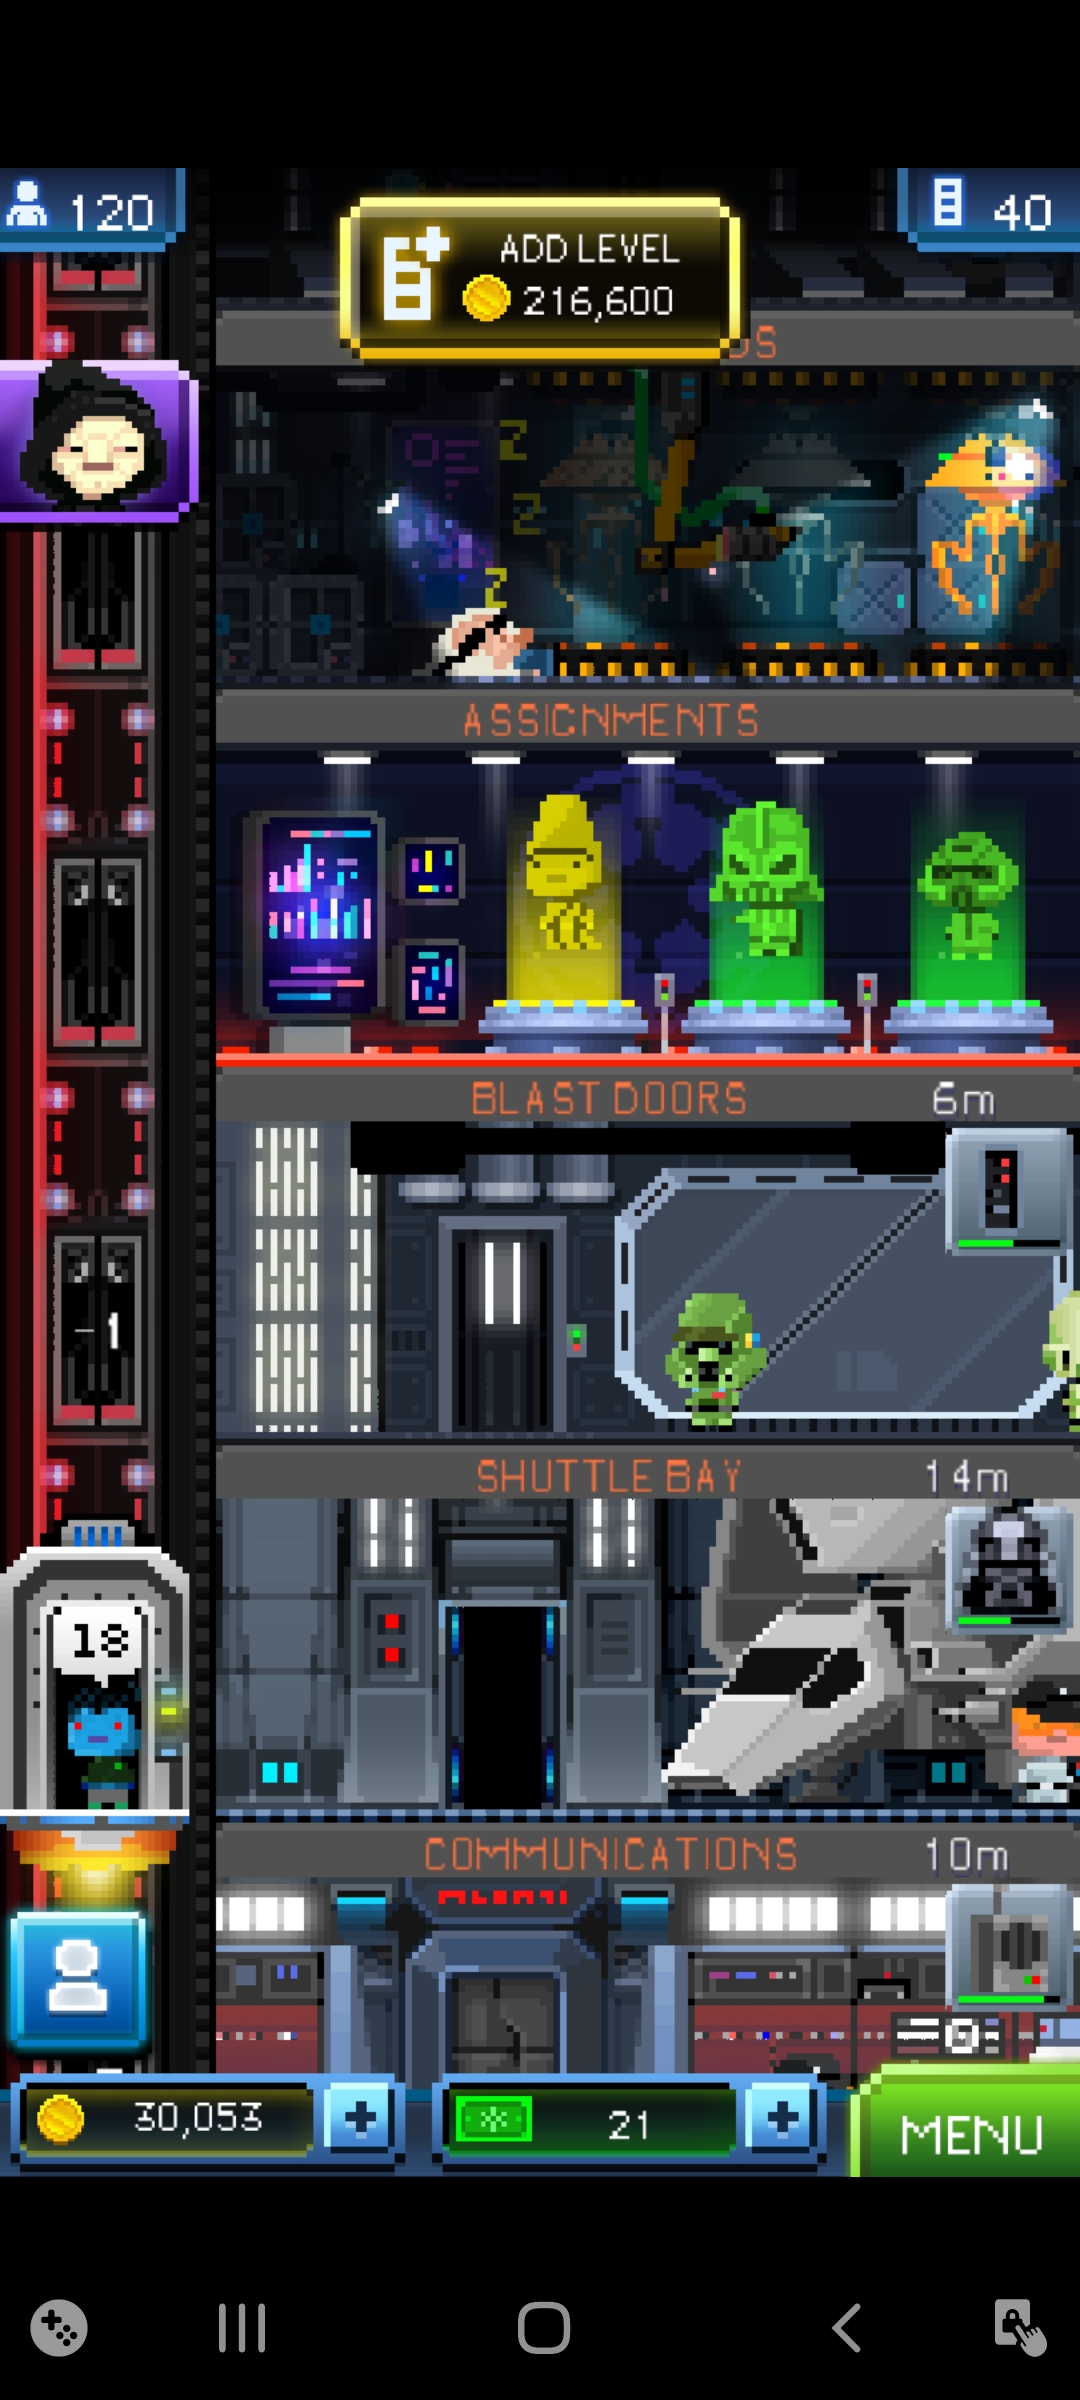 120
ADD LEVEL
216,600
40
Z
Z
Z
ASSIGNMENTS
BLAST DOORS 6m
-1
SHUTTLE BAY 14m
18
COMMUNICATIONS 10m
30,053
21
MENU